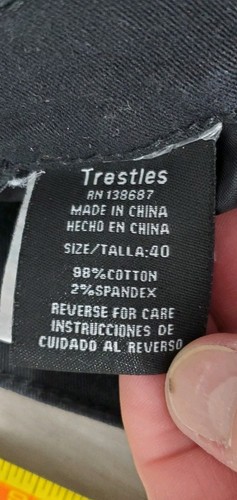 Trestles
RN 138687
MADE IN CHINA
HECHO EN CHINA
SIZE/TALLA:40
98%COTTON
2%SPANDEX
REVERSE FOR CARE
INSTRUCCIONES DE
CUIDADO AL REVERSO